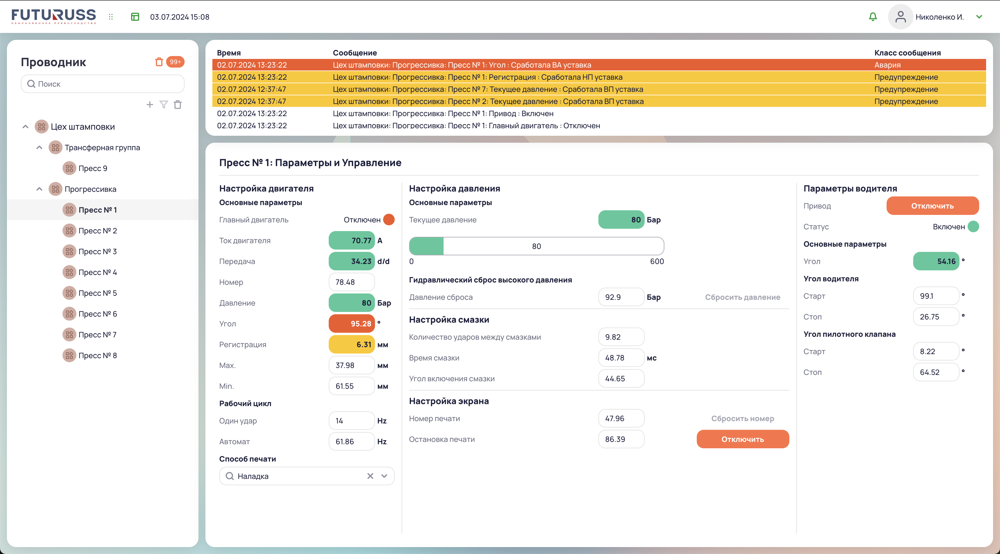 FUTURUSS
ОБЫКНОВЕННОЕ ПРЕВОСХОДСТВО
03.07.2024 15:08
Николенко И.
Проводник
99+
Поиск
Цех штамповки
Трансферная группа
Пресс 9
Прогрессивка
Пресс № 1
Пресс № 2
Пресс № 3
Пресс № 4
Пресс № 5
Пресс № 6
Пресс № 7
Пресс № 8
Время Сообщение Класс сообщения
02.07.2024 13:23:22 Цех штамповки: Прогрессивка: Пресс № 1: Угол : Сработала ВА уставка Авария
02.07.2024 13:23:22 Цех штамповки: Прогрессивка: Пресс № 1: Регистрация : Сработала НП уставка Предупреждение
02.07.2024 12:37:47 Цех штамповки: Прогрессивка: Пресс № 7: Текущее давление : Сработала ВП уставка Предупреждение
02.07.2024 12:37:47 Цех штамповки: Прогрессивка: Пресс № 2: Текущее давление : Сработала ВП уставка Предупреждение
02.07.2024 13:23:22 Цех штамповки: Прогрессивка: Пресс № 1: Привод : Включен
02.07.2024 13:23:22 Цех штамповки: Прогрессивка: Пресс № 1: Главный двигатель : Отключен
Пресс № 1: Параметры и Управление
Настройка двигателя
Основные параметры
Главный двигатель Отключен
Ток двигателя 70.77 А
Передача 34.23 d/d
Номер 78.48
Давление 80 Бар
Угол 95.28 °
Регистрация 6.31 мм
Max. 37.98 мм
Min. 61.55 мм
Рабочий цикл
Один удар 14 Hz
Автомат 61.86 Hz
Способ печати
Наладка
Настройка давления
Основные параметры
Текущее давление 80 Бар
80
0 600
Гидравлический сброс высокого давления
Давление сброса 92.9 Бар Сбросить давление
Настройка смазки
Количество ударов между смазками 9.82
Время смазки 48.78 мс
Угол включения смазки 44.65
Настройка экрана
Номер печати 47.96 Сбросить номер
Остановка печати 86.39 Отключить
Параметры водителя
Привод Отключить
Статус Включен
Основные параметры
Угол 54.16 °
Угол водителя
Старт 99.1 °
Стоп 26.75 °
Угол пилотного клапана
Старт 8.22 °
Стоп 64.52 °